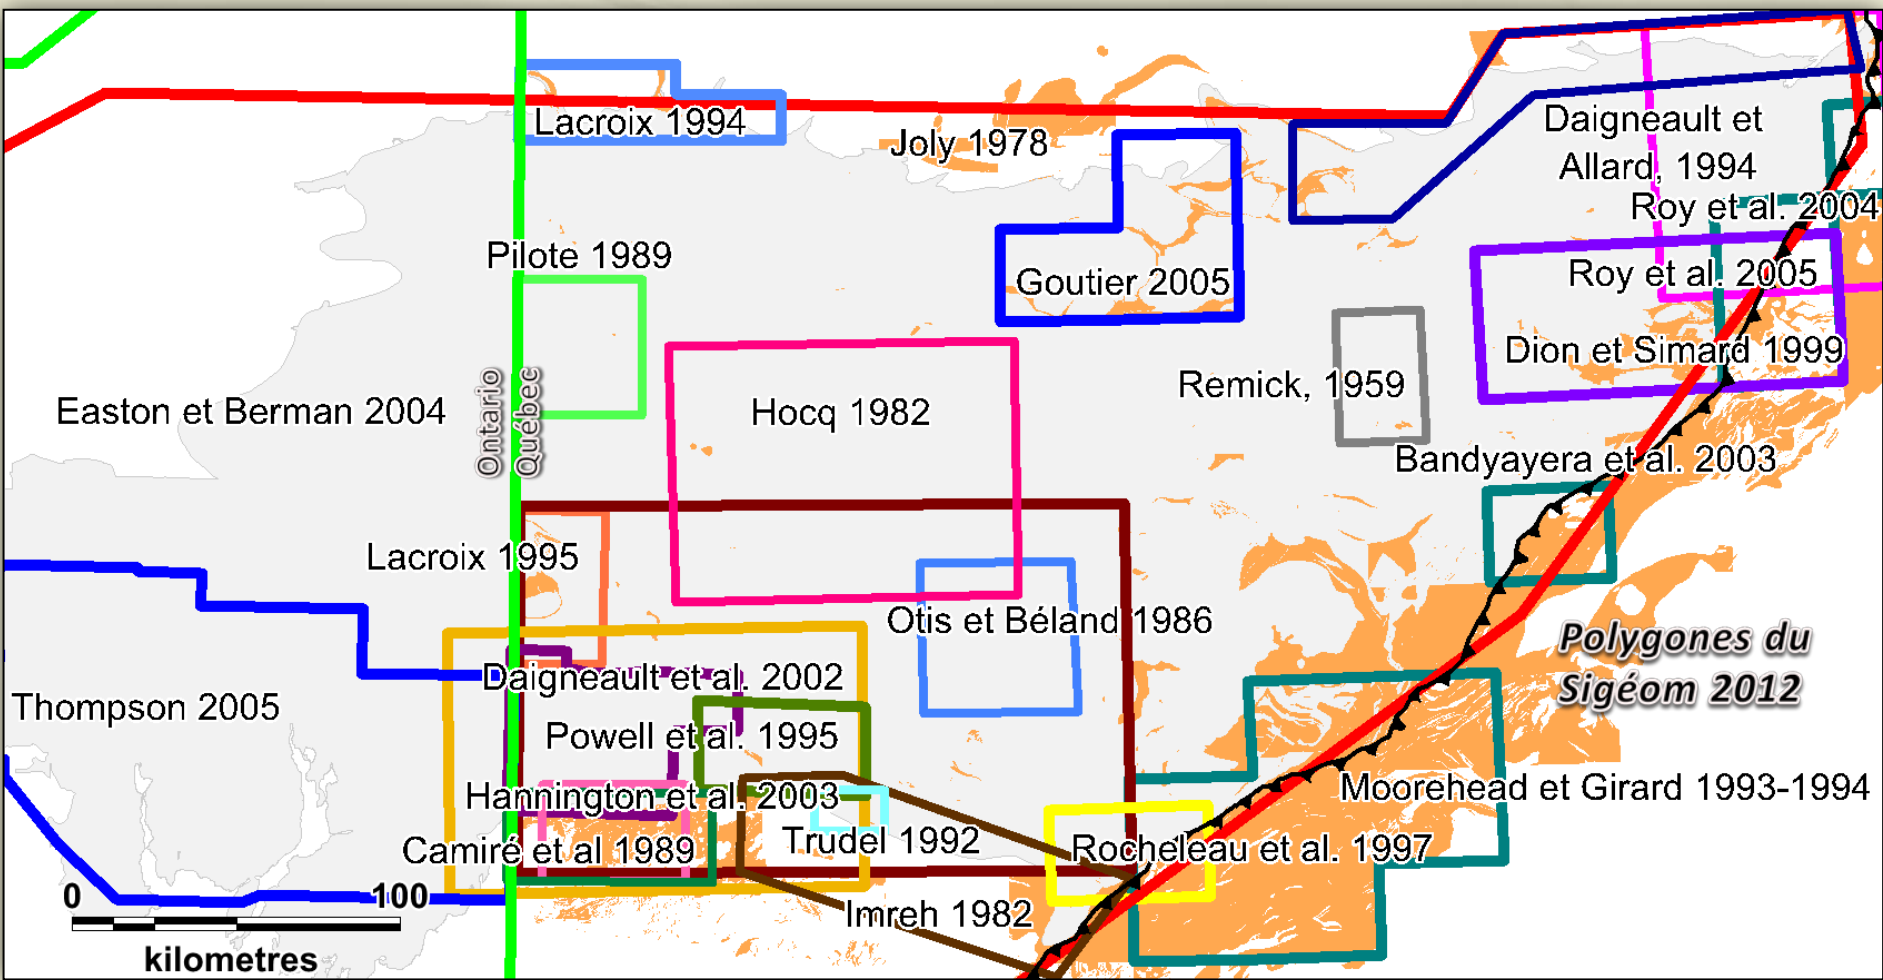 Lacroix 1994
Joly 1978
Daigneault et
Allard, 1994
Roy et al. 2004
Pilote 1989
Goutier 2005
Roy et al. 2005
Dion et Simard 1999
Remick, 1959
Easton et Berman 2004
Ontario
Québec
Hocq 1982
Bandyayera et al. 2003
Lacroix 1995
Otis et Béland 1986
Polygones du
Sigéom 2012
Daigneault et al. 2002
Thompson 2005
Powell et al. 1995
Hannington et al. 2003
Moorehead et Girard 1993-1994
Trudel 1992
Camiré et al 1989
Rocheleau et al. 1997
Imreh 1982
0 100
kilometres